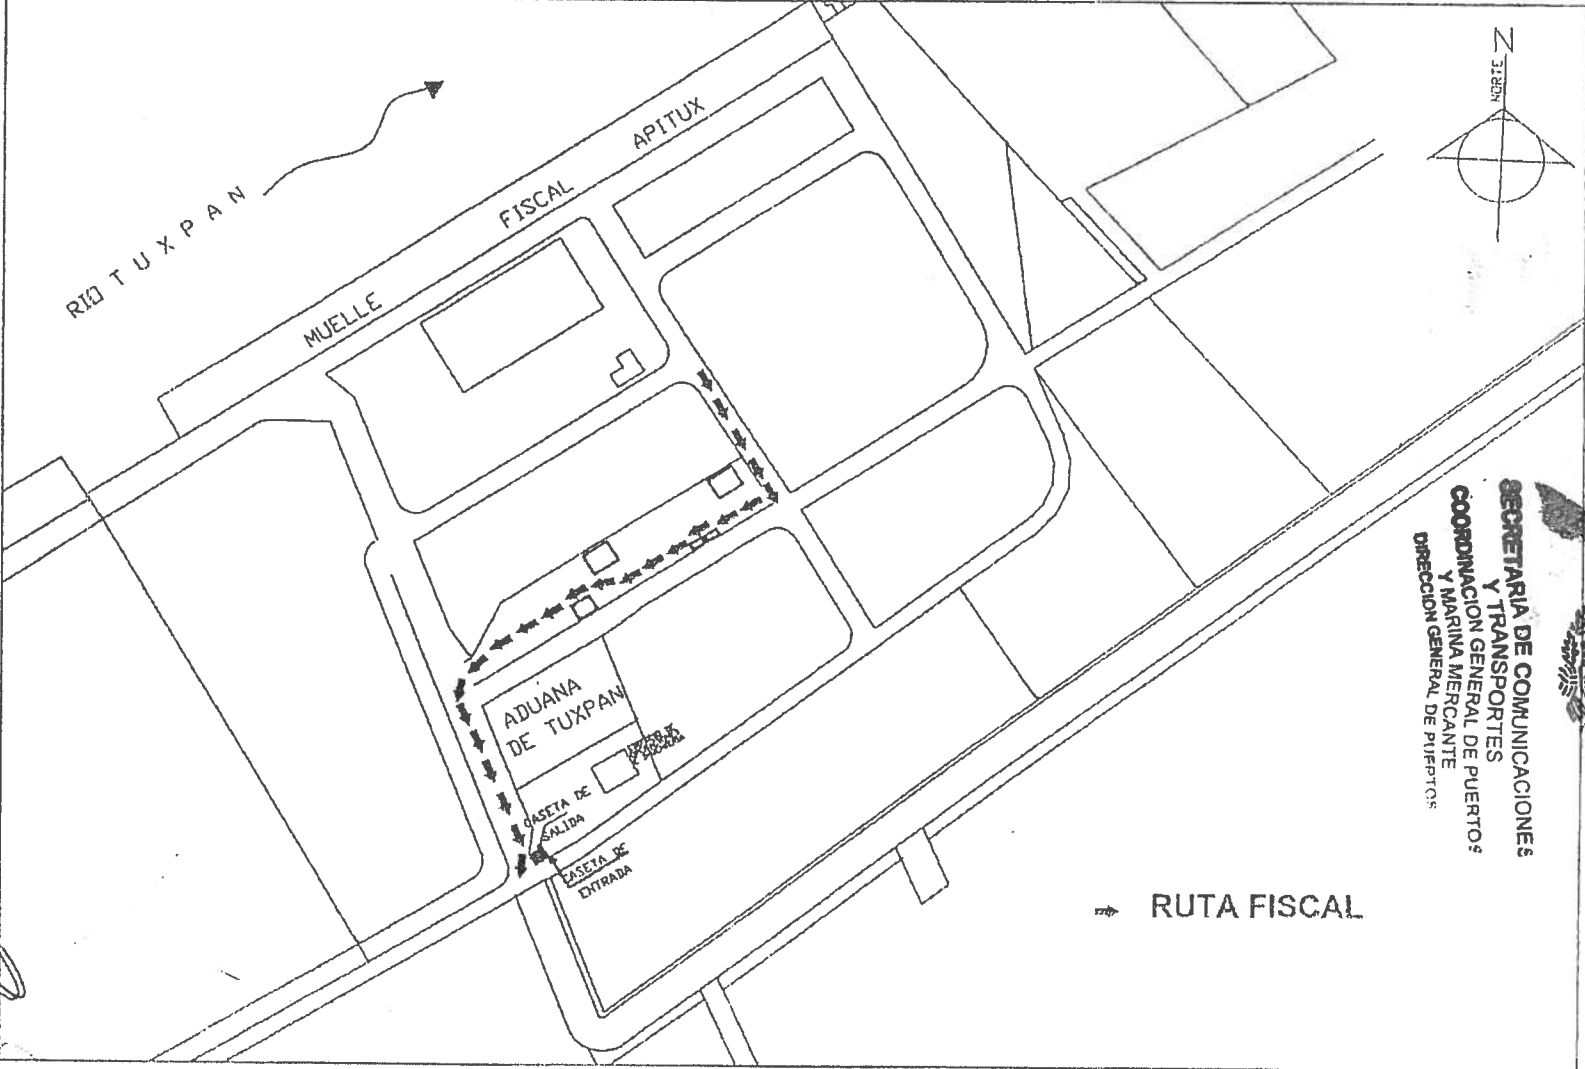 RIO TUXPAN
MUELLE FISCAL APITUX
N
NORTE
ADUANA
DE TUXPAN
CASETA DE
SALIDA
CASETA DE
ENTRADA
RUTA FISCAL
SECRETARIA DE COMUNICACIONES
Y TRANSPORTES
COORDINACION GENERAL DE PUERTOS
Y MARINA MERCANTE
DIRECCION GENERAL DE PUERTOS